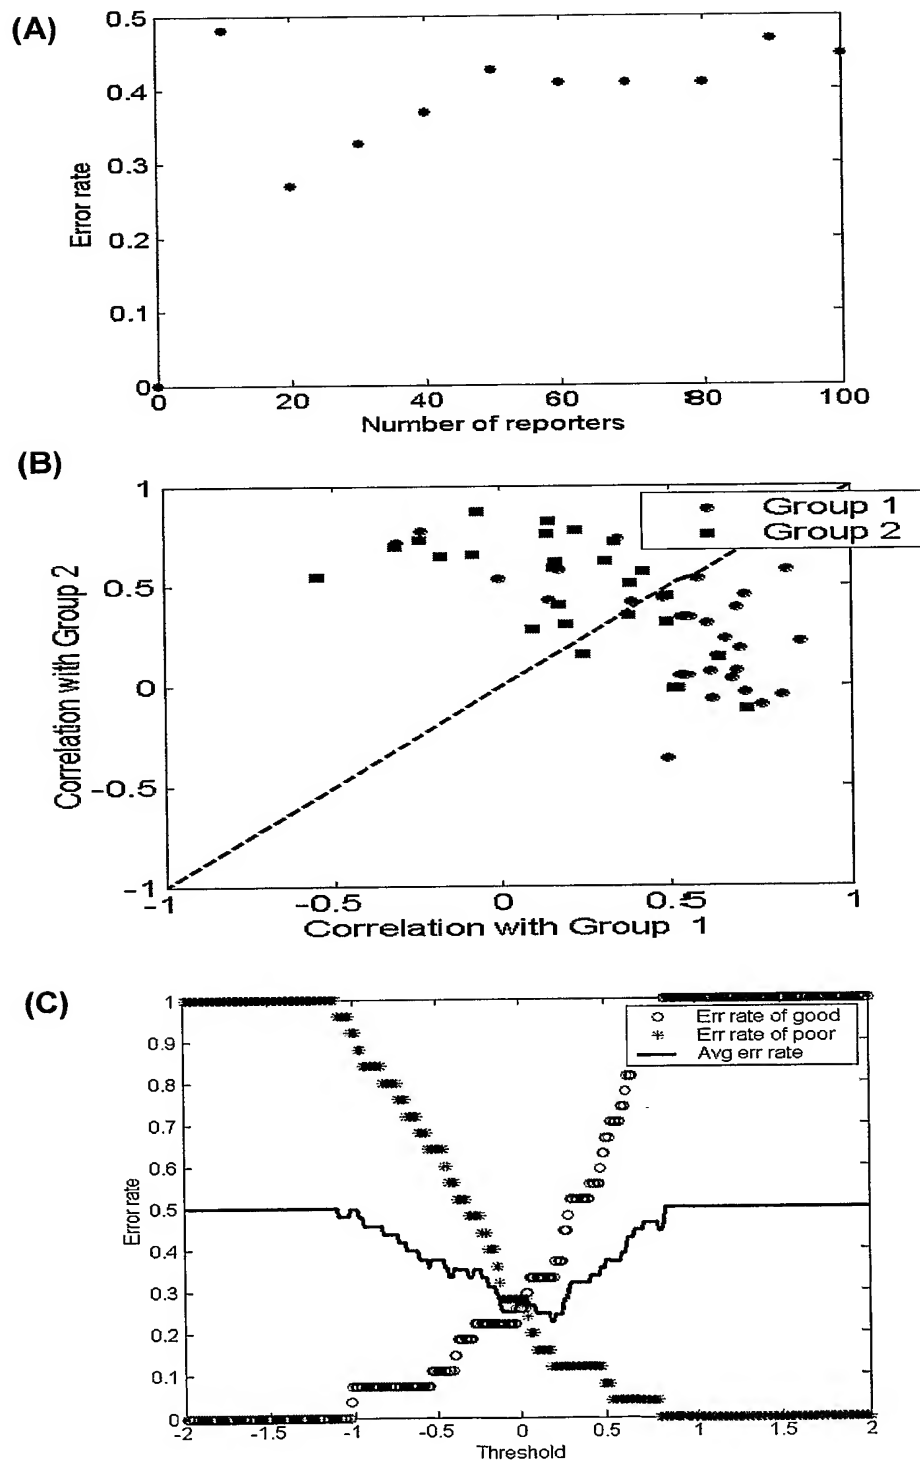 (A)
0.5
0.4
0.3
0.2
0.1
0
Error rate
0 20 40 60 80 100
Number of reporters
(B)
1
0.5
0
-0.5
-1
Correlation with Group 2
Group 1
Group 2
-1 -0.5 0 0.5 1
Correlation with Group 1
(C)
1
0.9
0.8
0.7
0.6
0.5
0.4
0.3
0.2
0.1
0
Error rate
Err rate of good
Err rate of poor
Avg err rate
-2 -1.5 -1 -0.5 0 0.5 1 1.5 2
Threshold